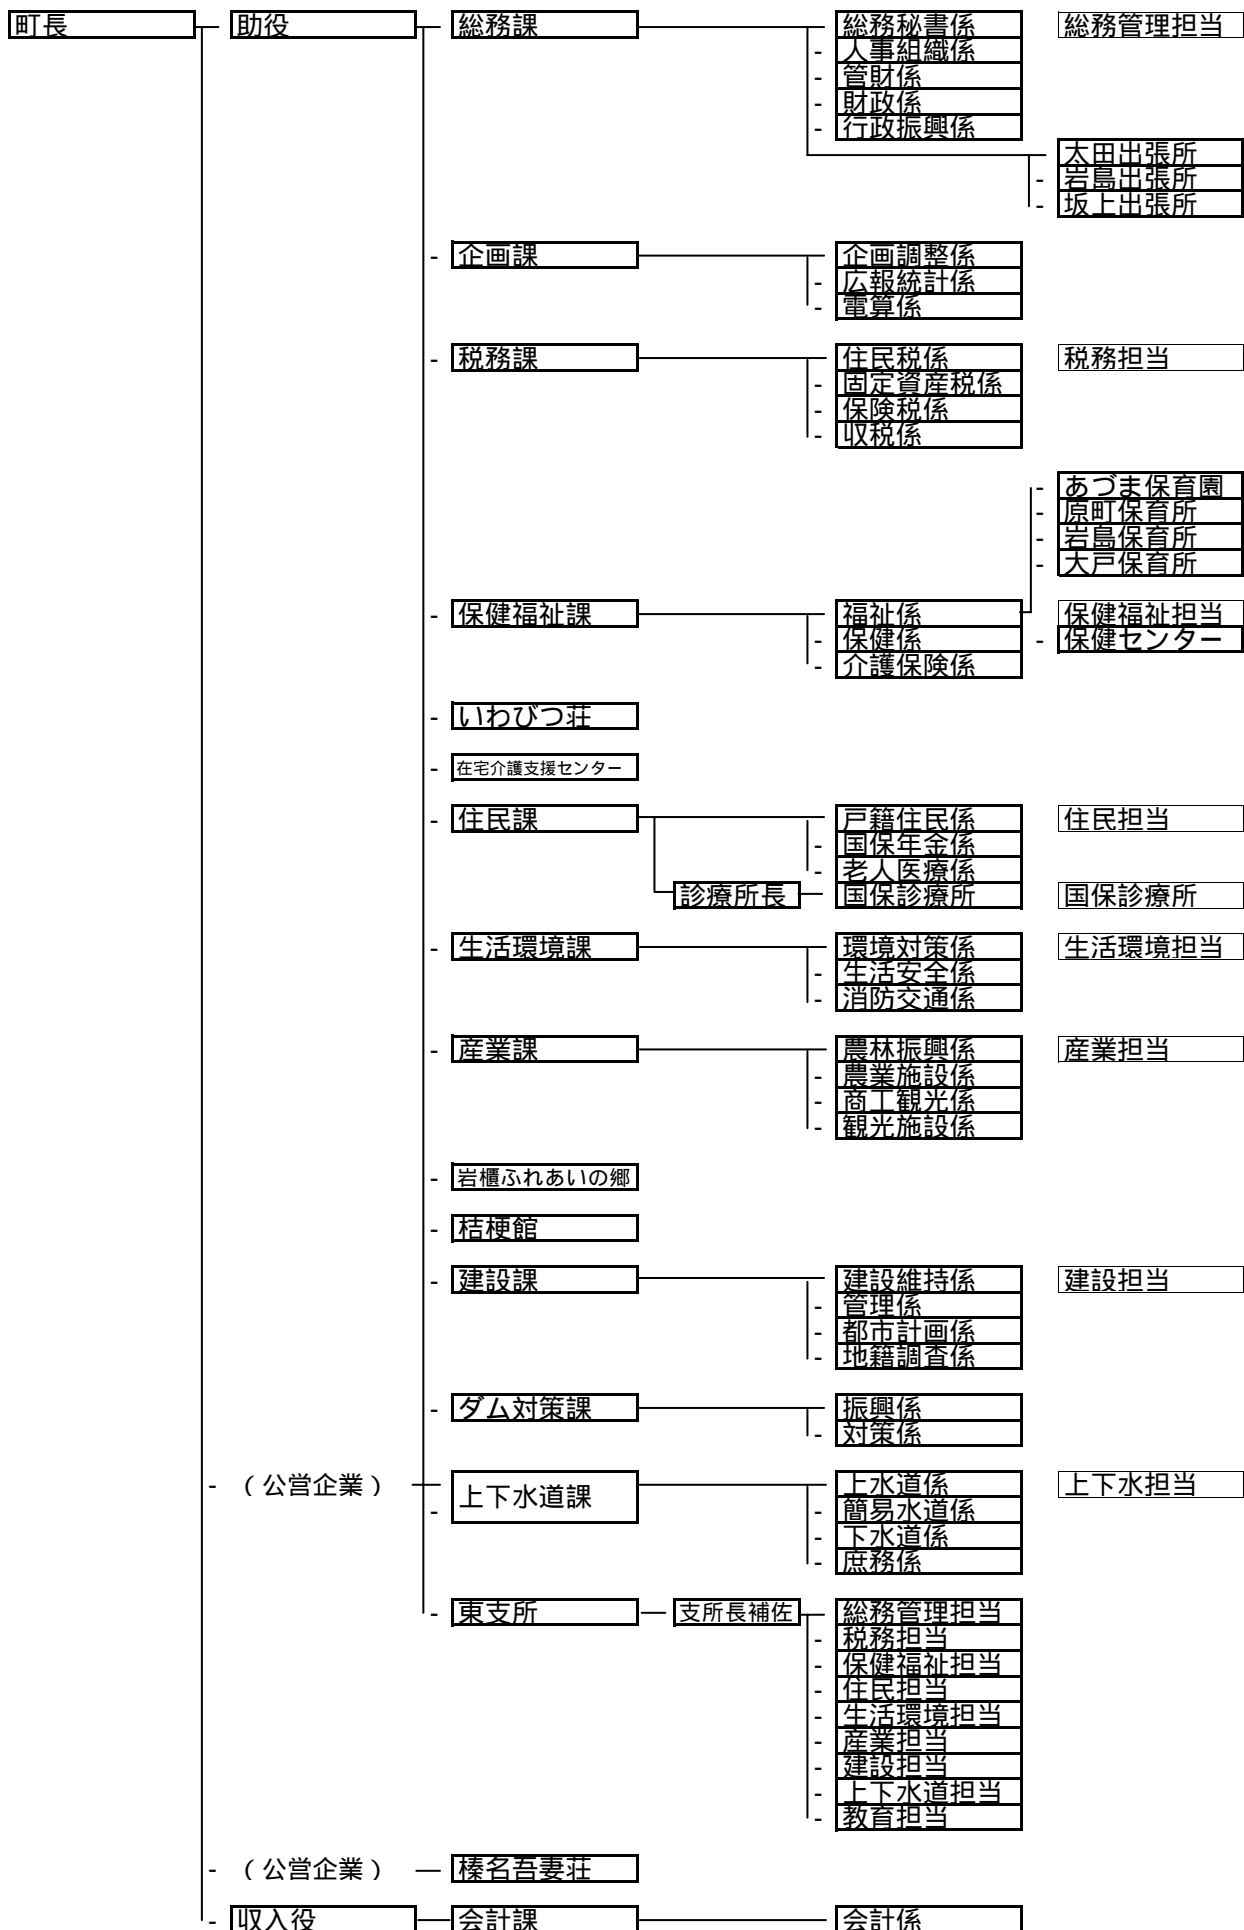 町長 助役 総務課 総務秘書係 総務管理担当
- 人事組織係
- 管財係
- 財政係
- 行政振興係
太田出張所
- 岩島出張所
- 坂上出張所
- 企画課 企画調整係
- 広報統計係
- 電算係
- 税務課 住民税係 税務担当
- 固定資産税係
- 保険税係
- 収税係
- あづま保育園
- 原町保育所
- 岩島保育所
- 大戸保育所
- 保健福祉課 福祉係 保健福祉担当
- 保健係 - 保健センター
- 介護保険係
- いわびつ荘
- 在宅介護支援センター
- 住民課 戸籍住民係 住民担当
- 国保年金係
- 老人医療係
診療所長 国保診療所 国保診療所
- 生活環境課 環境対策係 生活環境担当
- 生活安全係
- 消防交通係
- 産業課 農林振興係 産業担当
- 農業施設係
- 商工観光係
- 観光施設係
- 岩櫃ふれあいの郷
- 桔梗館
- 建設課 建設維持係 建設担当
- 管理係
- 都市計画係
- 地籍調査係
- ダム対策課 振興係
- 対策係
- （公営企業） - 上下水道課 上水道係 上下水担当
- 簡易水道係
- 下水道係
- 庶務係
- 東支所 支所長補佐 総務管理担当
- 税務担当
- 保健福祉担当
- 住民担当
- 生活環境担当
- 産業担当
- 建設担当
- 上下水道担当
- 教育担当
- （公営企業） 榛名吾妻荘
- 収入役 会計課 会計係